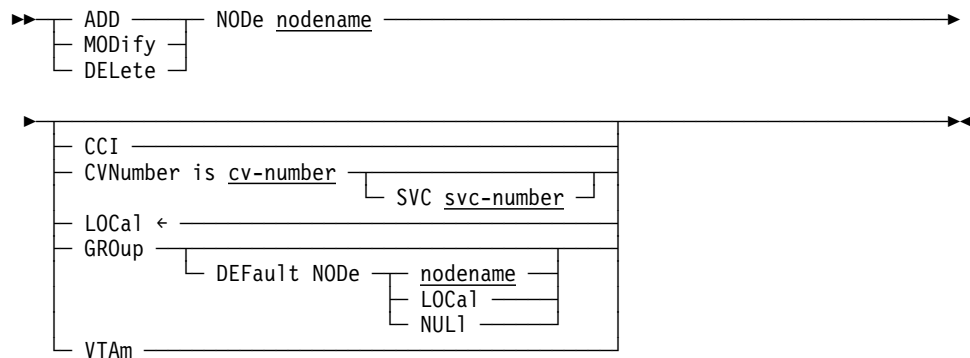 ADD NODe nodename
MODify
DELete
CCI
CVNumber is cv-number
SVC svc-number
LOCal ←
GROup
DEFault NODe nodename
LOCal
NULl
VTAm